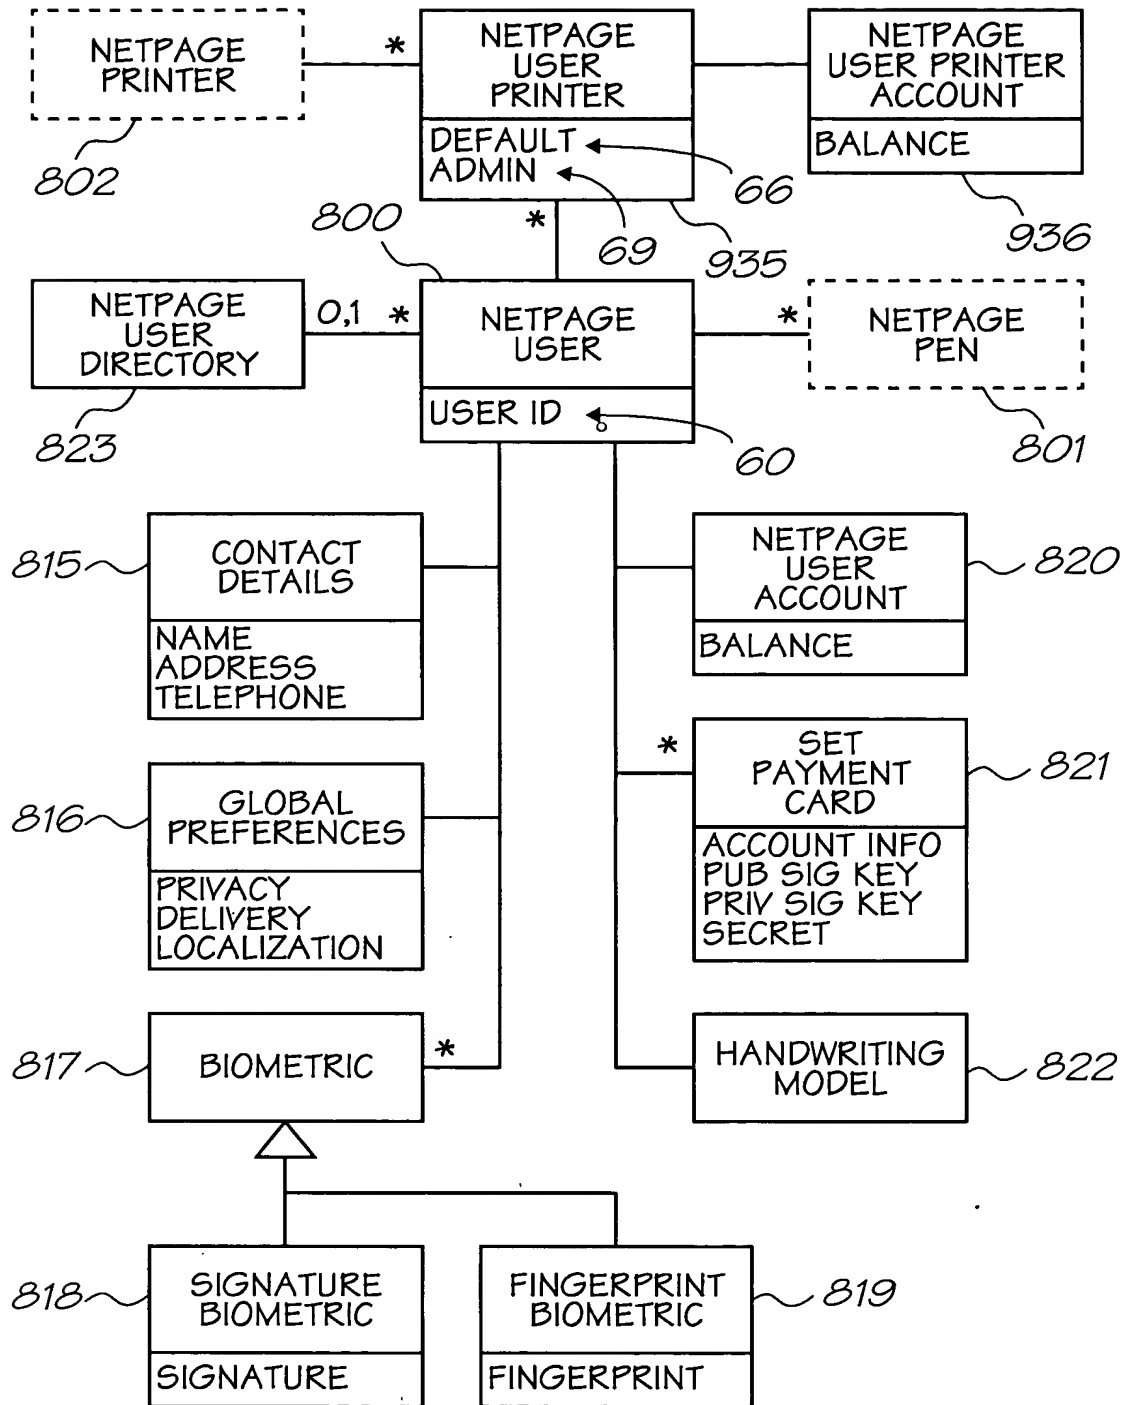 NETPAGE
PRINTER
802
*
NETPAGE
USER
PRINTER
DEFAULT
ADMIN
66
69
935
*
NETPAGE
USER PRINTER
ACCOUNT
BALANCE
936
800
NETPAGE
USER
DIRECTORY
823
0,1 *
NETPAGE
USER
USER ID
60
*
NETPAGE
PEN
801
815
CONTACT
DETAILS
NAME
ADDRESS
TELEPHONE
NETPAGE
USER
ACCOUNT
BALANCE
820
816
GLOBAL
PREFERENCES
PRIVACY
DELIVERY
LOCALIZATION
*
SET
PAYMENT
CARD
ACCOUNT INFO
PUB SIG KEY
PRIV SIG KEY
SECRET
821
817
BIOMETRIC
*
HANDWRITING
MODEL
822
818
SIGNATURE
BIOMETRIC
SIGNATURE
FINGERPRINT
BIOMETRIC
FINGERPRINT
819